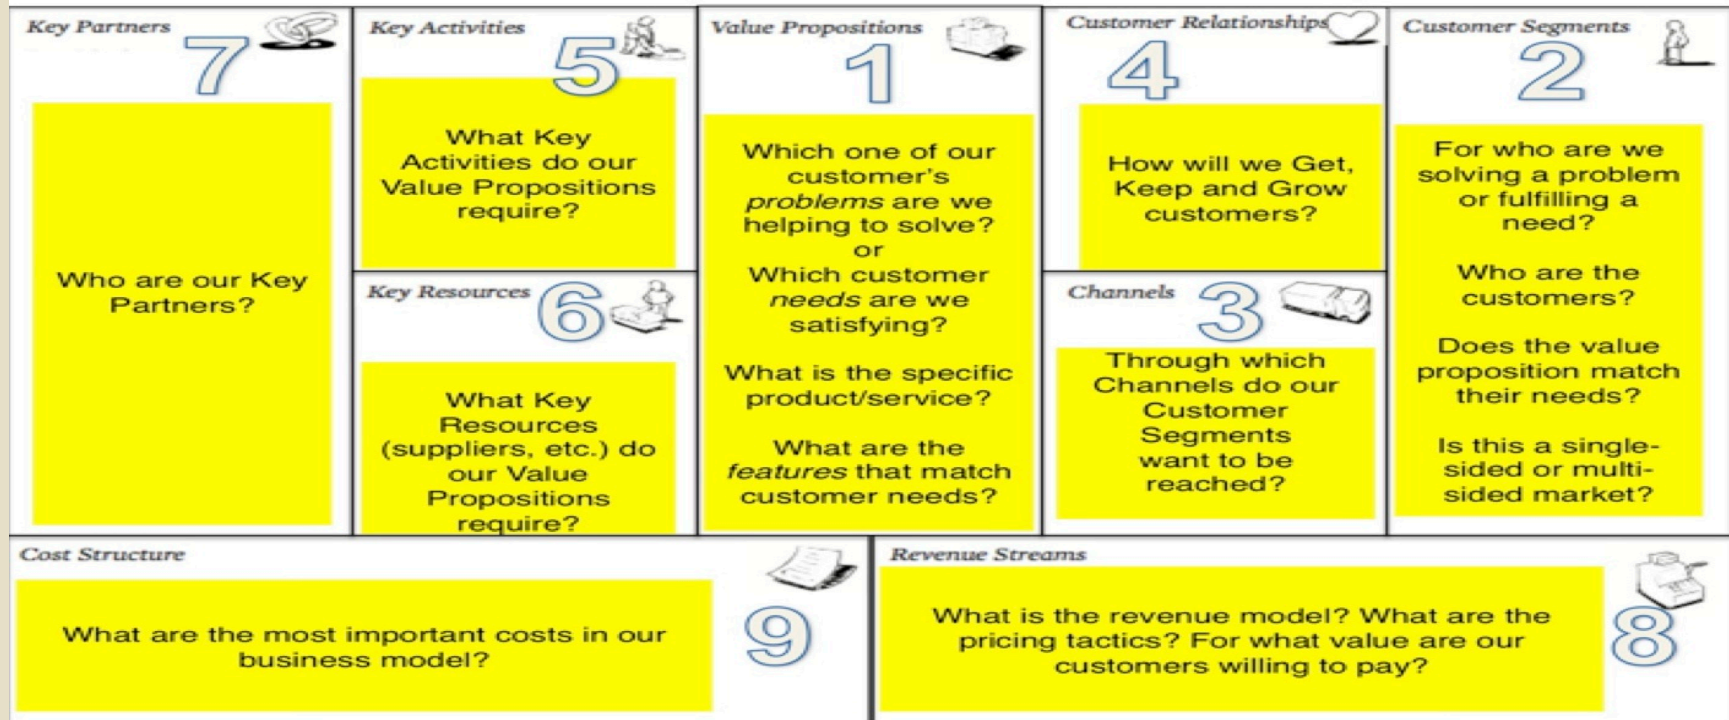 Key Partners
7
Who are our Key
Partners?
Key Activities
5
What Key
Activities do our
Value Propositions
require?
Key Resources
6
What Key
Resources
(suppliers, etc.) do
our Value
Propositions
require?
Value Propositions
1
Which one of our
customer's
problems are we
helping to solve?
or
Which customer
needs are we
satisfying?
What is the specific
product/service?
What are the
features that match
customer needs?
Customer Relationships
4
How will we Get,
Keep and Grow
customers?
Channels
3
Through which
Channels do our
Customer
Segments
want to be
reached?
Customer Segments
2
For who are we
solving a problem
or fulfilling a
need?
Who are the
customers?
Does the value
proposition match
their needs?
Is this a single-
sided or multi-
sided market?
Cost Structure
What are the most important costs in our
business model?
9
Revenue Streams
What is the revenue model? What are the
pricing tactics? For what value are our
customers willing to pay?
8